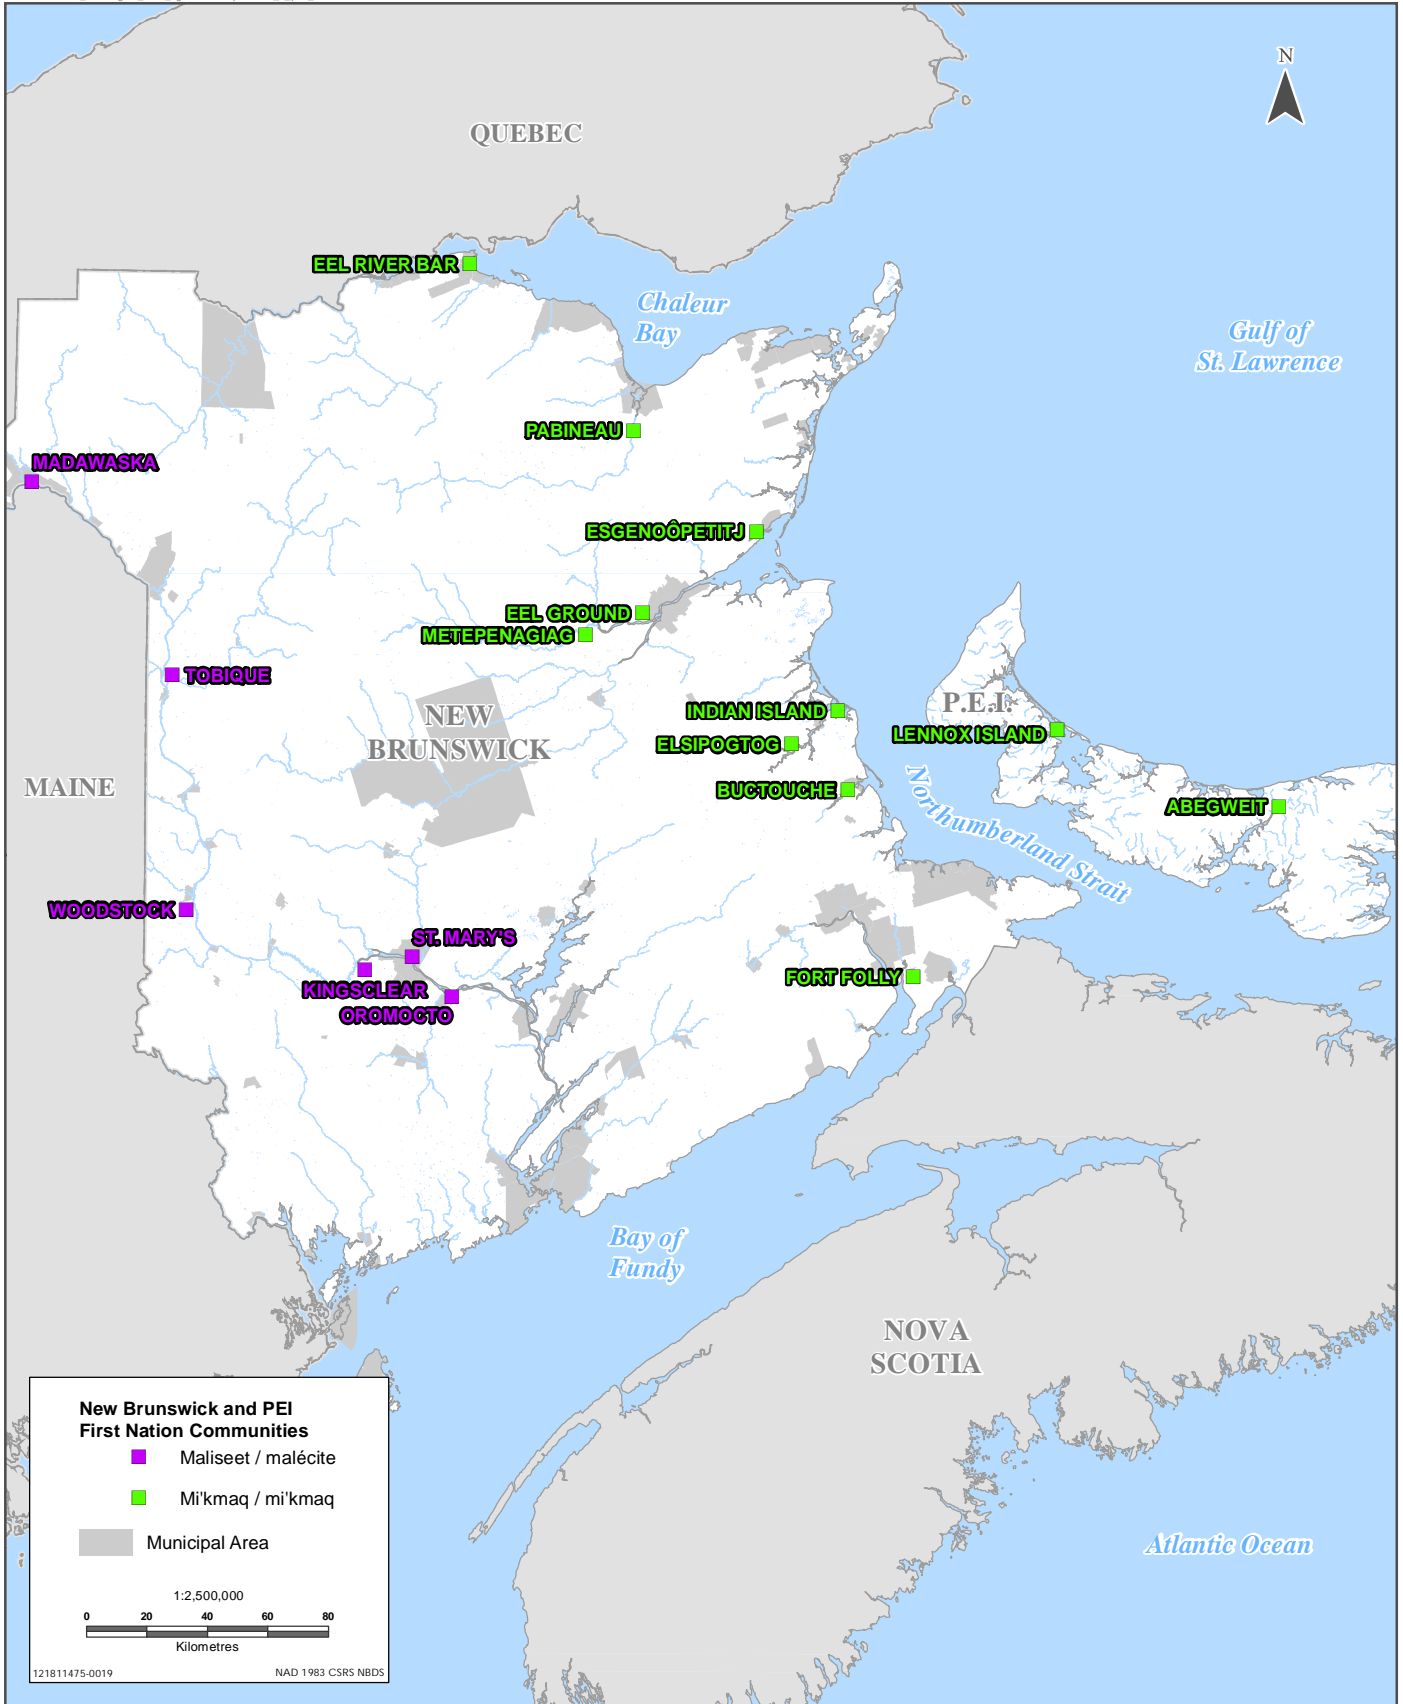 N
QUEBEC
EEL RIVER BAR
Chaleur
Bay
Gulf of
St. Lawrence
PABINEAU
MADAWASKA
ESGENOÔPETITJ
EEL GROUND
METEPENAGIAG
TOBIQUE
NEW
BRUNSWICK
P.E.I.
INDIAN ISLAND
LENNOX ISLAND
ELSIPOGTOG
MAINE
BUCTOUCHE
ABEGWEIT
Northumberland Strait
WOODSTOCK
ST. MARY'S
KINGSCLEAR
OROMOCTO
FORT FOLLY
Bay of
Fundy
NOVA
SCOTIA
Atlantic Ocean
New Brunswick and PEI
First Nation Communities
Maliseet / malécite
Mi'kmaq / mi'kmaq
Municipal Area
1:2,500,000
0 20 40 60 80
Kilometres
121811475-0019 NAD 1983 CSRS NBDS